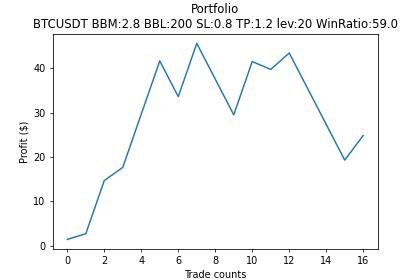 Portfolio
BTCUSDT BBM:2.8 BBL:200 SL:0.8 TP:1.2 lev:20 WinRatio:59.0
40
30
20
10
0
Profit ($)
0 2 4 6 8 10 12 14 16
Trade counts